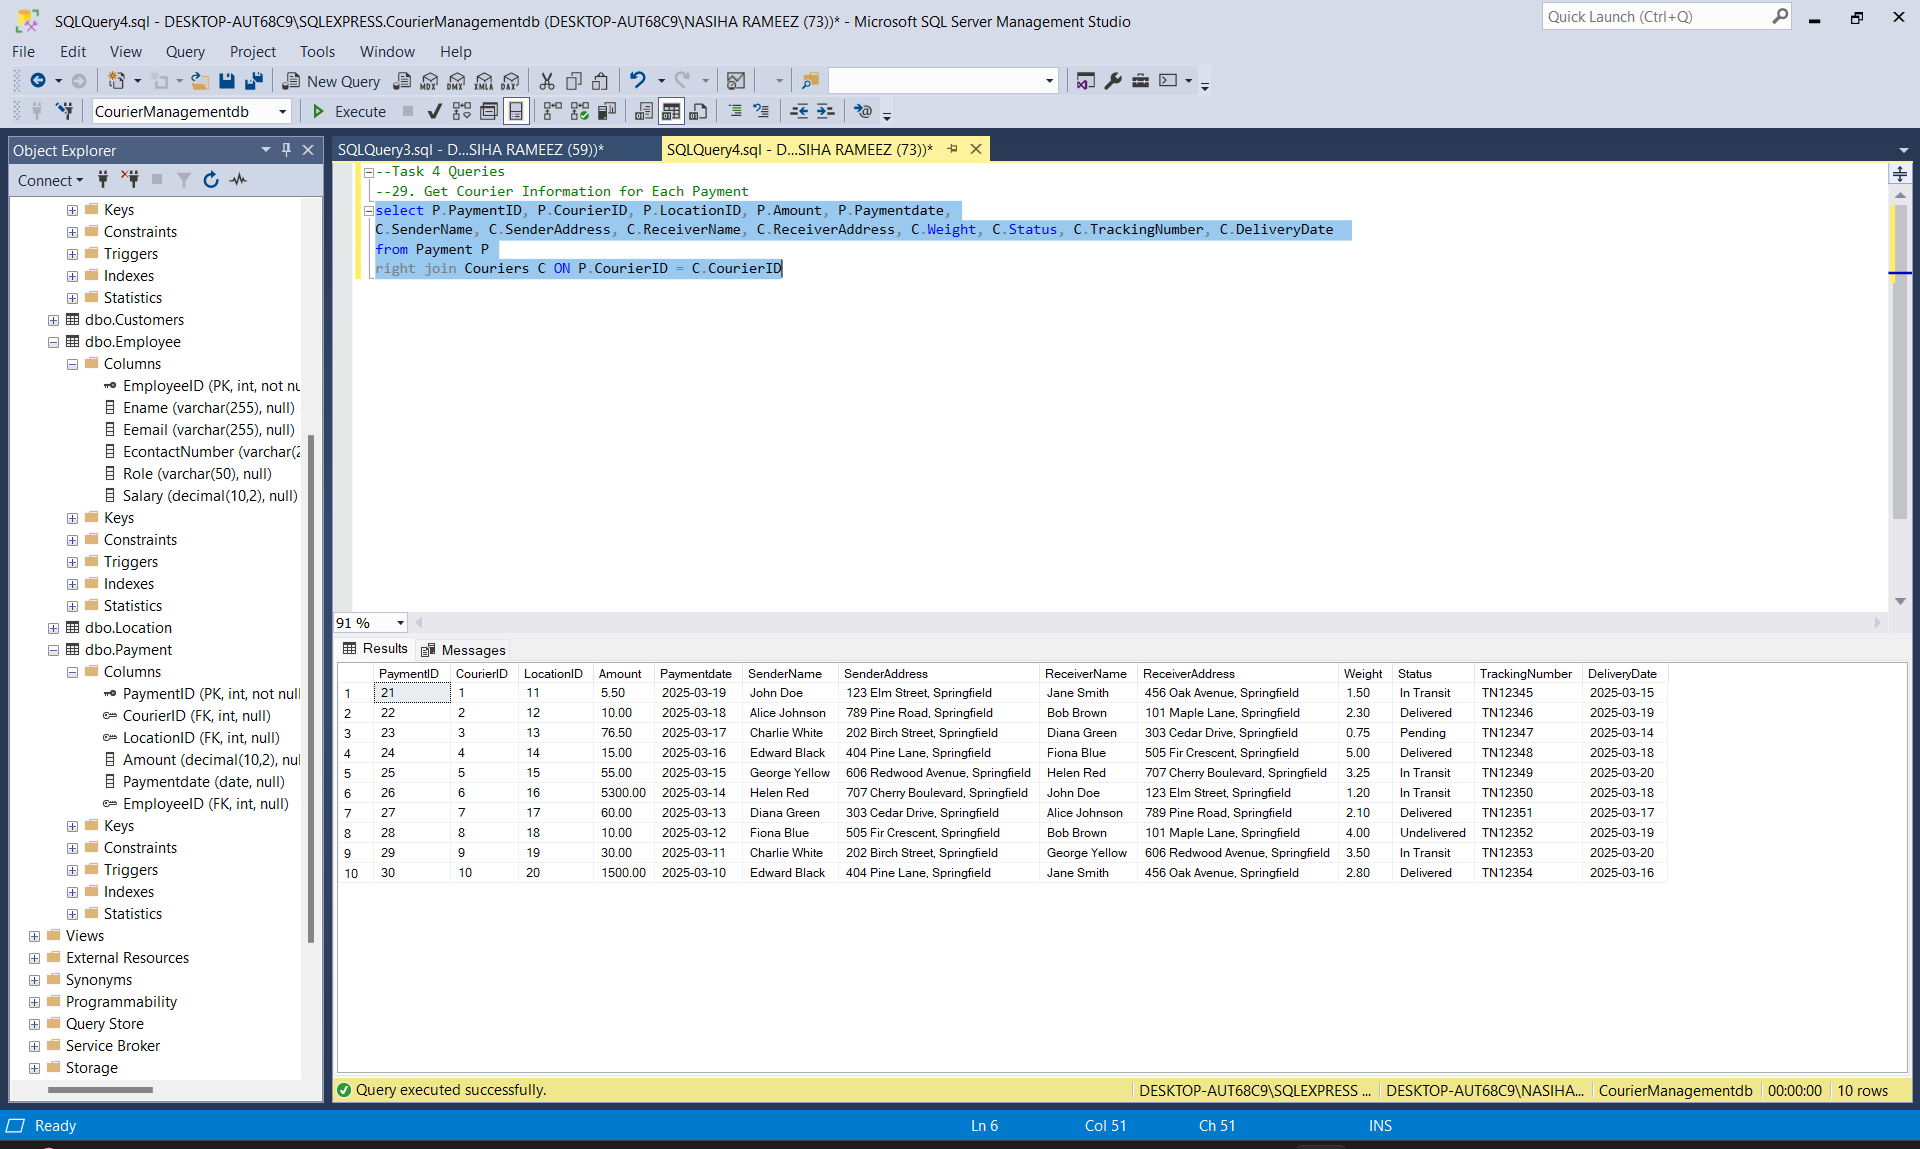 SQLQuery4.sql - DESKTOP-AUT68C9\SQLEXPRESS.CourierManagementdb (DESKTOP-AUT68C9\NASIHA RAMEEZ (73))* - Microsoft SQL Server Management Studio
Quick Launch (Ctrl+Q)
File Edit View Query Project Tools Window Help
New Query MDX DMX XMLA DAX
CourierManagementdb Execute
Object Explorer
Connect
Keys
Constraints
Triggers
Indexes
Statistics
dbo.Customers
dbo.Employee
Columns
EmployeeID (PK, int, not nu
Ename (varchar(255), null)
Eemail (varchar(255), null)
EcontactNumber (varchar(2
Role (varchar(50), null)
Salary (decimal(10,2), null)
Keys
Constraints
Triggers
Indexes
Statistics
dbo.Location
dbo.Payment
Columns
PaymentID (PK, int, not null
CourierID (FK, int, null)
LocationID (FK, int, null)
Amount (decimal(10,2), nul
Paymentdate (date, null)
EmployeeID (FK, int, null)
Keys
Constraints
Triggers
Indexes
Statistics
Views
External Resources
Synonyms
Programmability
Query Store
Service Broker
Storage
SQLQuery3.sql - D...SIHA RAMEEZ (59))* SQLQuery4.sql - D...SIHA RAMEEZ (73))*
--Task 4 Queries
--29. Get Courier Information for Each Payment
select P.PaymentID, P.CourierID, P.LocationID, P.Amount, P.Paymentdate,
C.SenderName, C.SenderAddress, C.ReceiverName, C.ReceiverAddress, C.Weight, C.Status, C.TrackingNumber, C.DeliveryDate
from Payment P
right join Couriers C ON P.CourierID = C.CourierID
91 %
Results Messages
PaymentID CourierID LocationID Amount Paymentdate SenderName SenderAddress ReceiverName ReceiverAddress Weight Status TrackingNumber DeliveryDate
1 21 1 11 5.50 2025-03-19 John Doe 123 Elm Street, Springfield Jane Smith 456 Oak Avenue, Springfield 1.50 In Transit TN12345 2025-03-15
2 22 2 12 10.00 2025-03-18 Alice Johnson 789 Pine Road, Springfield Bob Brown 101 Maple Lane, Springfield 2.30 Delivered TN12346 2025-03-19
3 23 3 13 76.50 2025-03-17 Charlie White 202 Birch Street, Springfield Diana Green 303 Cedar Drive, Springfield 0.75 Pending TN12347 2025-03-14
4 24 4 14 15.00 2025-03-16 Edward Black 404 Pine Lane, Springfield Fiona Blue 505 Fir Crescent, Springfield 5.00 Delivered TN12348 2025-03-18
5 25 5 15 55.00 2025-03-15 George Yellow 606 Redwood Avenue, Springfield Helen Red 707 Cherry Boulevard, Springfield 3.25 In Transit TN12349 2025-03-20
6 26 6 16 5300.00 2025-03-14 Helen Red 707 Cherry Boulevard, Springfield John Doe 123 Elm Street, Springfield 1.20 In Transit TN12350 2025-03-18
7 27 7 17 60.00 2025-03-13 Diana Green 303 Cedar Drive, Springfield Alice Johnson 789 Pine Road, Springfield 2.10 Delivered TN12351 2025-03-17
8 28 8 18 10.00 2025-03-12 Fiona Blue 505 Fir Crescent, Springfield Bob Brown 101 Maple Lane, Springfield 4.00 Undelivered TN12352 2025-03-19
9 29 9 19 30.00 2025-03-11 Charlie White 202 Birch Street, Springfield George Yellow 606 Redwood Avenue, Springfield 3.50 In Transit TN12353 2025-03-20
10 30 10 20 1500.00 2025-03-10 Edward Black 404 Pine Lane, Springfield Jane Smith 456 Oak Avenue, Springfield 2.80 Delivered TN12354 2025-03-16
Query executed successfully. DESKTOP-AUT68C9\SQLEXPRESS ... DESKTOP-AUT68C9\NASIHA... CourierManagementdb 00:00:00 10 rows
Ready Ln 6 Col 51 Ch 51 INS